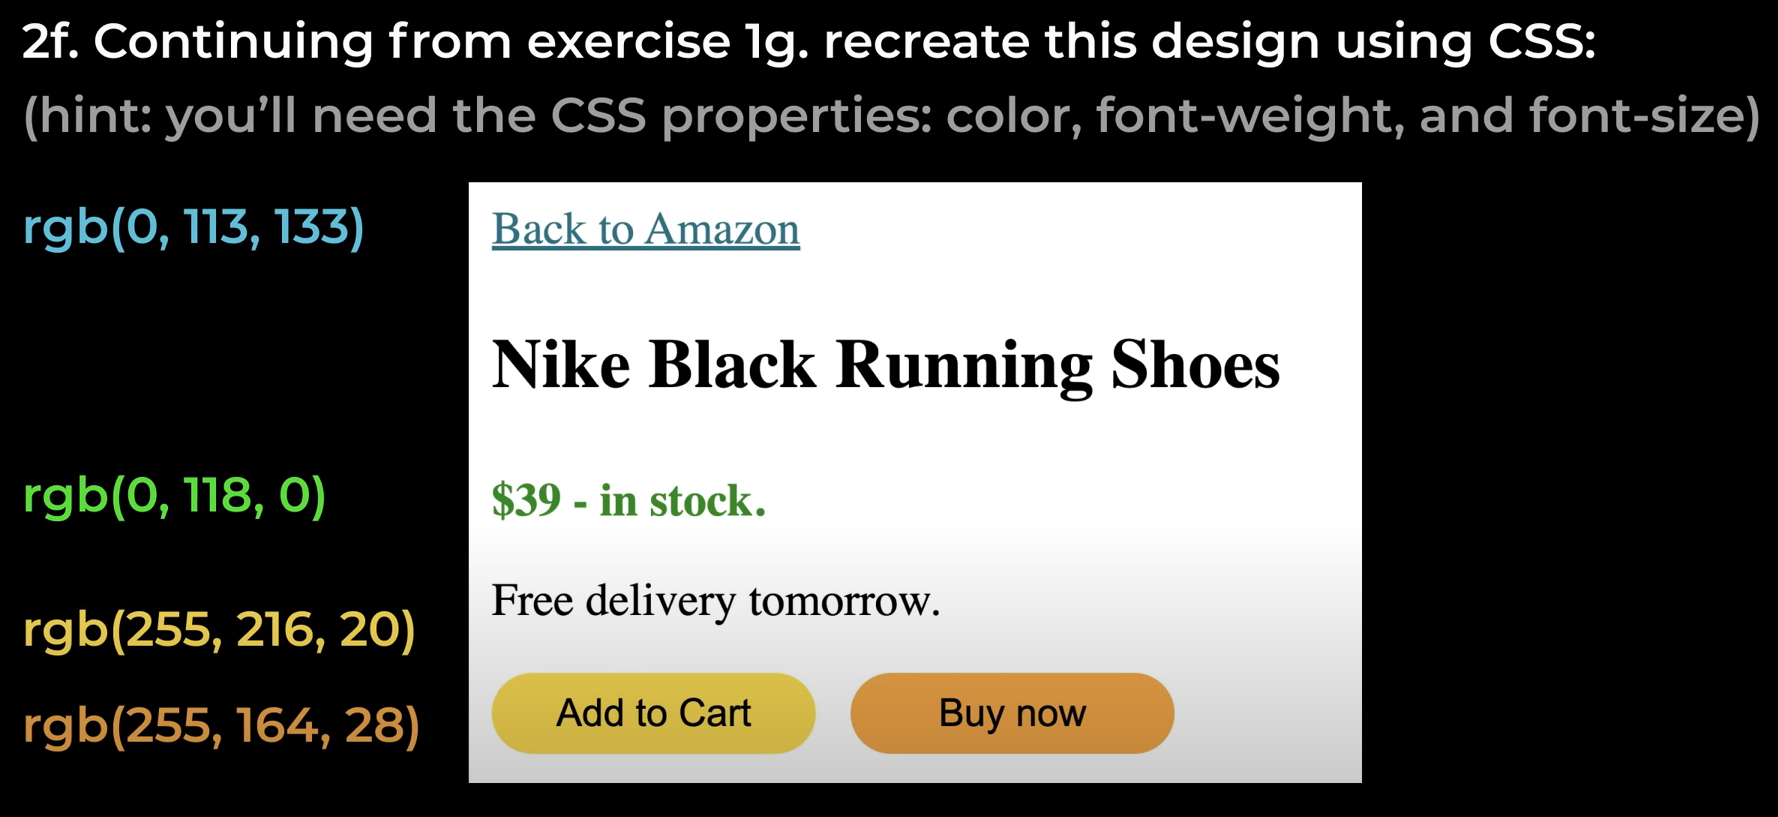 2f. Continuing from exercise 1g. recreate this design using CSS:
(hint: you’ll need the CSS properties: color, font-weight, and font-size)
rgb(0, 113, 133)
Back to Amazon
Nike Black Running Shoes
rgb(0, 118, 0)
$39 - in stock.
Free delivery tomorrow.
rgb(255, 216, 20)
rgb(255, 164, 28)
Add to Cart
Buy now